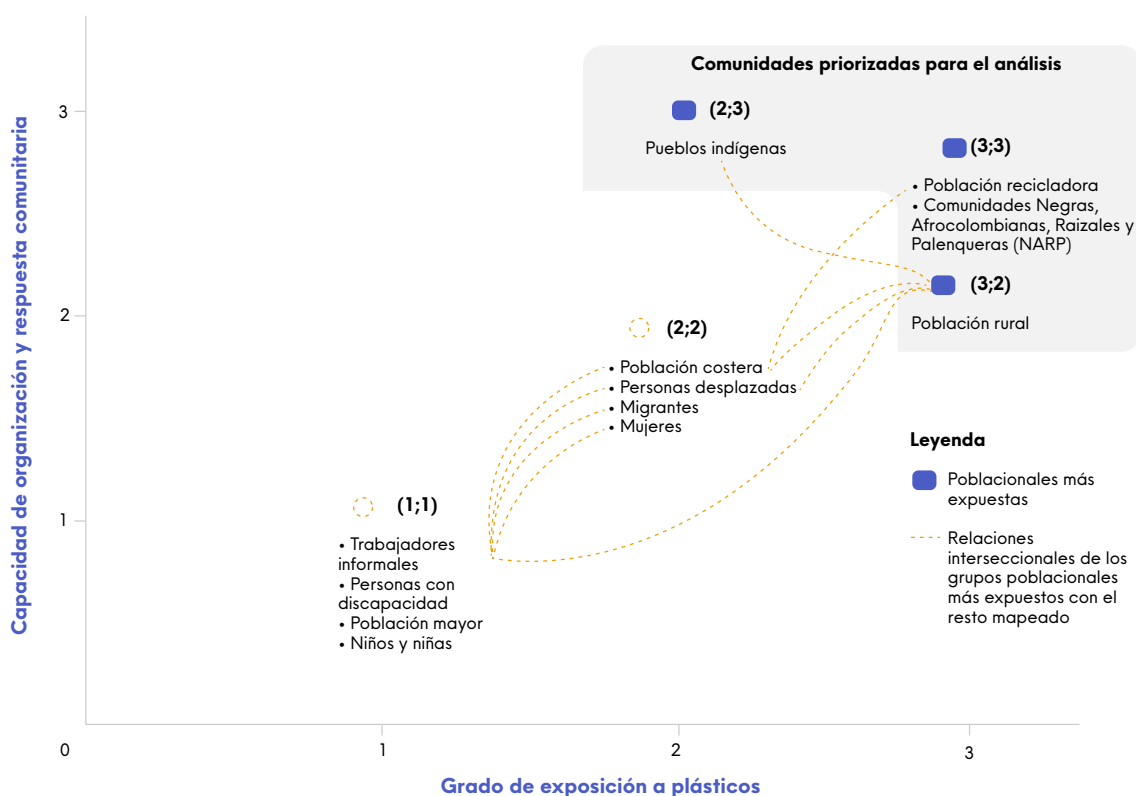 Capacidad de organización y respuesta comunitaria
3
2
1
0
1
2
3
Grado de exposición a plásticos
Comunidades priorizadas para el análisis
(2;3)
Pueblos indígenas
(3;3)
• Población recicladora
• Comunidades Negras,
Afrocolombianas, Raizales y
Palenqueras (NARP)
(3;2)
Población rural
(2;2)
• Población costera
• Personas desplazadas
• Migrantes
• Mujeres
(1;1)
• Trabajadores
informales
• Personas con
discapacidad
• Población mayor
• Niños y niñas
Leyenda
Poblacionales más
expuestas
Relaciones
interseccionales de los
grupos poblacionales
más expuestos con el
resto mapeado